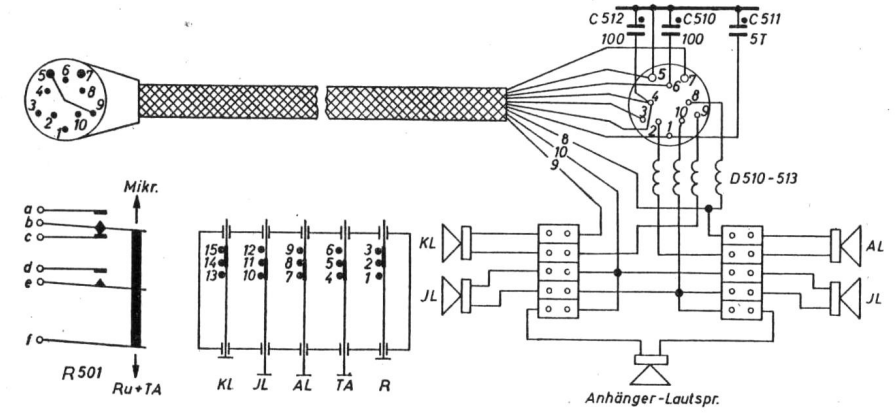 C 512 C 510 C 511
100 100 5T
5 6 7
4 8
3 9
2 1 10
5 6 7
4 8
3 10 9
2 1
8
10
9
D 510-513
Mikr.
a
b
c
d
e
f
R 501
Ru+TA
15 12 9 6 3
14 11 8 5 2
13 10 7 4 1
KL JL AL TA R
KL AL
JL JL
Anhänger-Lautspr.